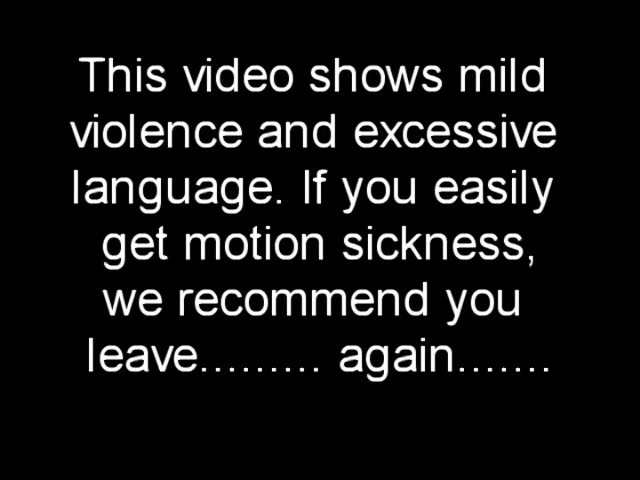 This video shows mild
violence and excessive
language. If you easily
get motion sickness,
we recommend you
leave......... again.......